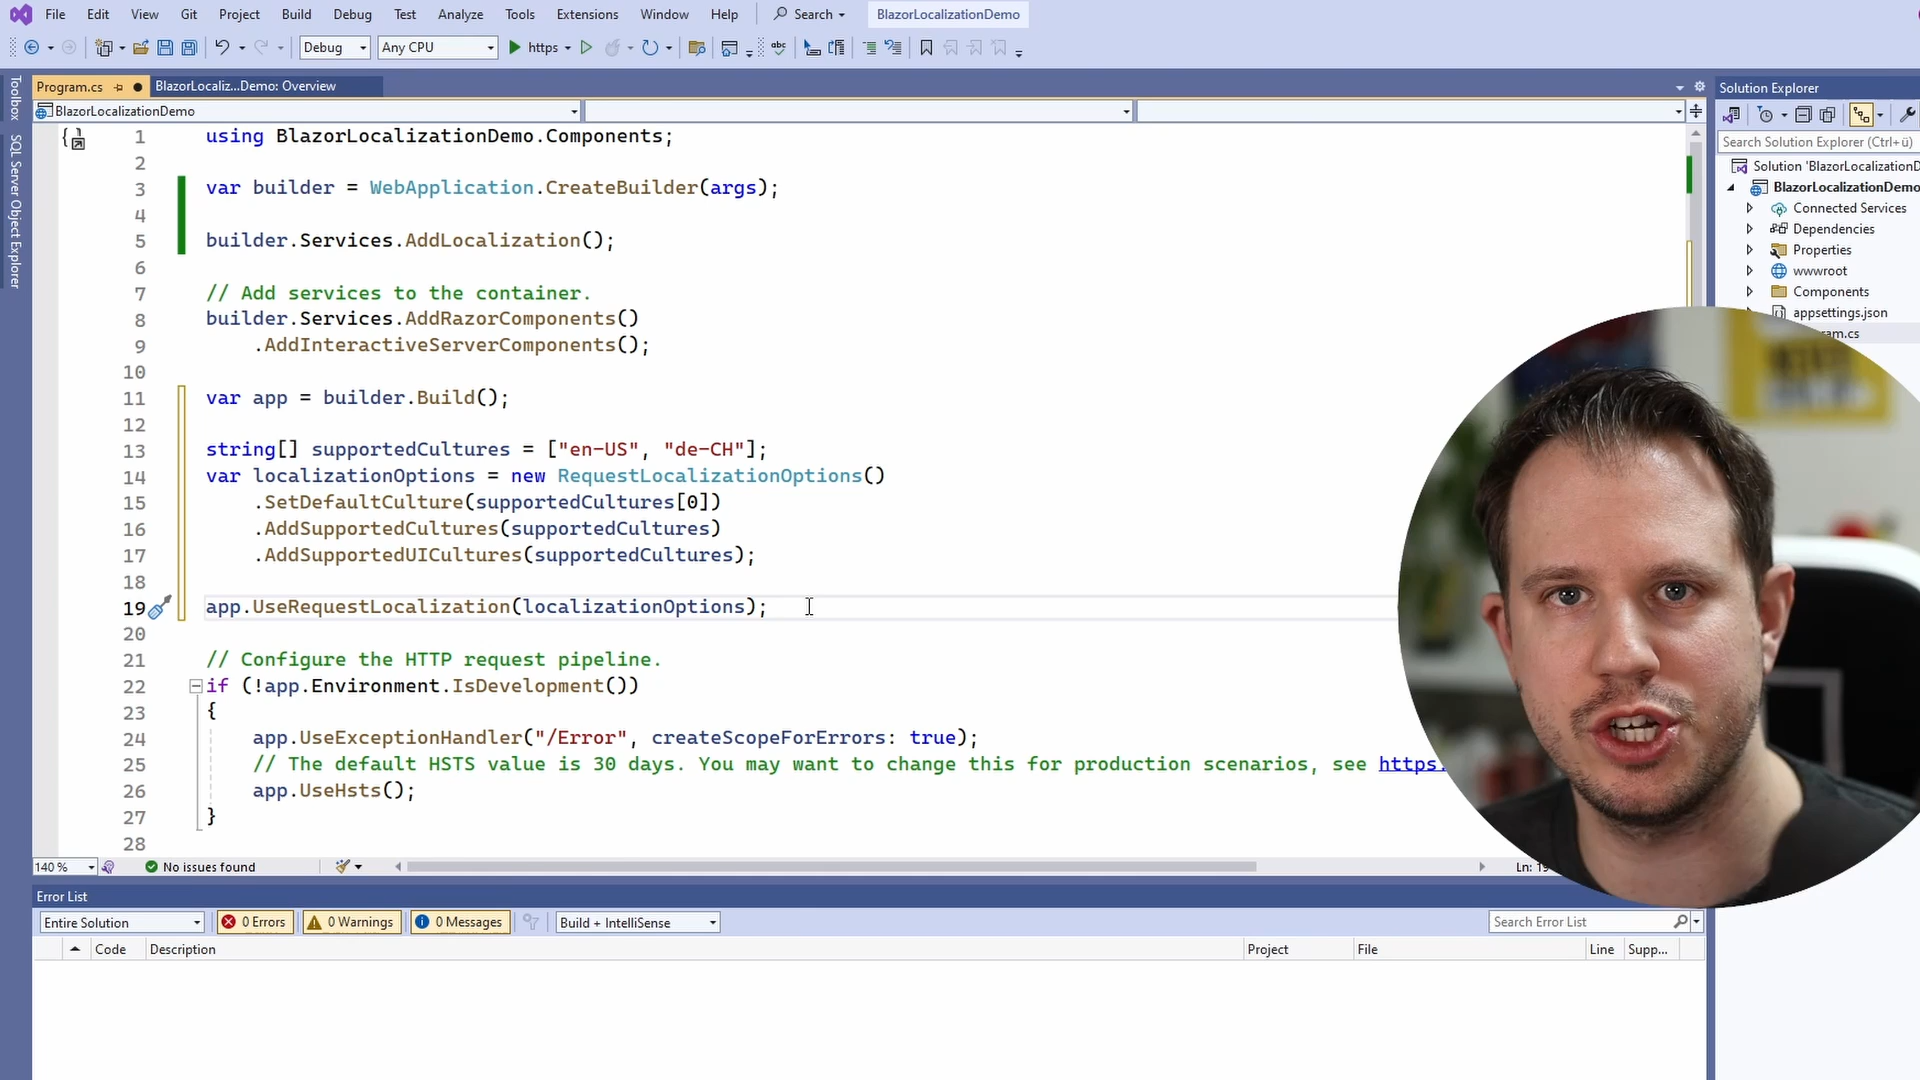 File Edit View Git Project Build Debug Test Analyze Tools Extensions Window Help Search BlazorLocalizationDemo
Debug Any CPU https
Program.cs BlazorLocaliz...Demo: Overview
Solution Explorer
BlazorLocalizationDemo
Toolbox
SQL Server Object Explorer
Search Solution Explorer (Ctrl+ü)
Solution 'BlazorLocalizationD
BlazorLocalizationDemo
Connected Services
Dependencies
Properties
wwwroot
Components
appsettings.json
ram.cs
1 using BlazorLocalizationDemo.Components;
2
3 var builder = WebApplication.CreateBuilder(args);
4
5 builder.Services.AddLocalization();
6
7 // Add services to the container.
8 builder.Services.AddRazorComponents()
9 .AddInteractiveServerComponents();
10
11 var app = builder.Build();
12
13 string[] supportedCultures = ["en-US", "de-CH"];
14 var localizationOptions = new RequestLocalizationOptions()
15 .SetDefaultCulture(supportedCultures[0])
16 .AddSupportedCultures(supportedCultures)
17 .AddSupportedUICultures(supportedCultures);
18
19 app.UseRequestLocalization(localizationOptions);
20
21 // Configure the HTTP request pipeline.
22 if (!app.Environment.IsDevelopment())
23 {
24 app.UseExceptionHandler("/Error", createScopeForErrors: true);
25 // The default HSTS value is 30 days. You may want to change this for production scenarios, see https:
26 app.UseHsts();
27 }
28
140 % No issues found Ln: 19
Error List
Entire Solution 0 Errors 0 Warnings 0 Messages Build + IntelliSense Search Error List
Code Description Project File Line Supp...